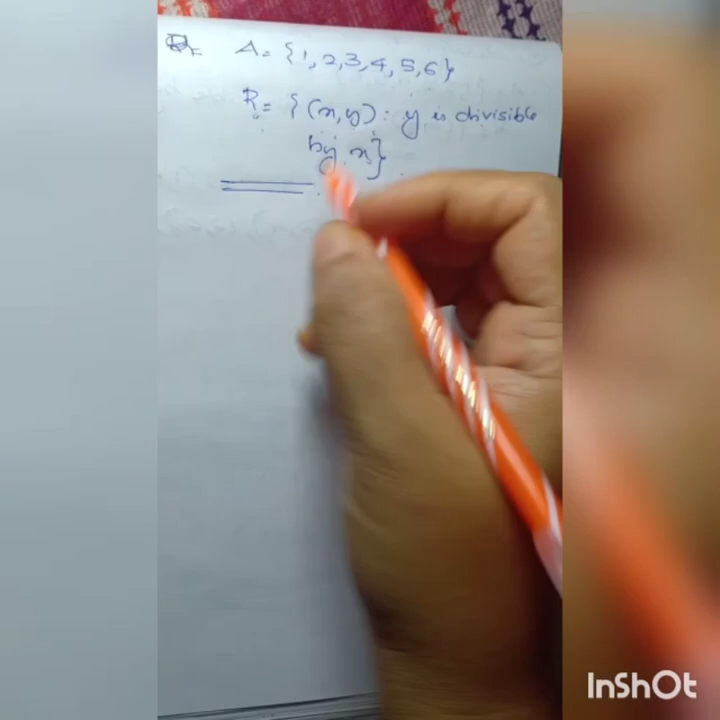 Q. A = {1, 2, 3, 4, 5, 6}
R = {(x, y) : y is divisible
by x}
InShOt